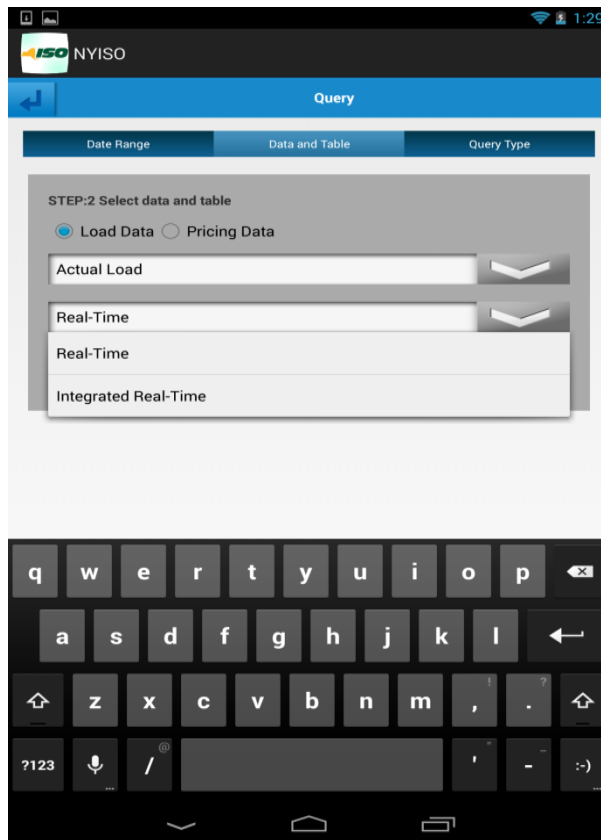 1:29
ISO NYISO
Query
Date Range Data and Table Query Type
STEP:2 Select data and table
Load Data Pricing Data
Actual Load
Real-Time
Real-Time
Integrated Real-Time
q w e r t y u i o p
a s d f g h j k l
z x c v b n m , ! . ?
?123 / @ ' " - _ :-)